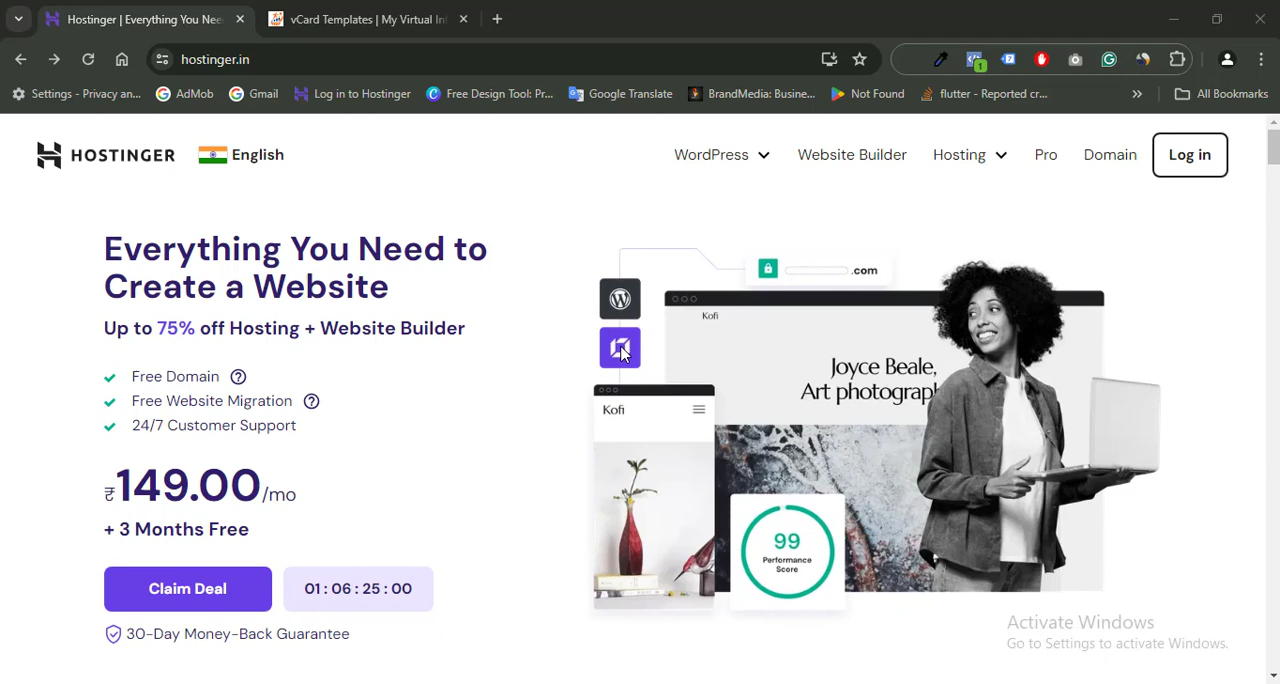 Hostinger | Everything You Nee
vCard Templates | My Virtual In
hostinger.in
1
Settings - Privacy an...
AdMob
Gmail
Log in to Hostinger
Free Design Tool: Pr...
Google Translate
BrandMedia: Busine...
Not Found
flutter - Reported cr...
All Bookmarks
HOSTINGER
English
WordPress
Website Builder
Hosting
Pro
Domain
Log in
Everything You Need to
Create a Website
Up to 75% off Hosting + Website Builder
Free Domain
Free Website Migration
24/7 Customer Support
₹149.00/mo
+ 3 Months Free
Claim Deal
01 : 06 : 25 : 00
30-Day Money-Back Guarantee
.com
Kofi
Joyce Beale,
Art photograph
Kofi
99
Performance
Score
Activate Windows
Go to Settings to activate Windows.